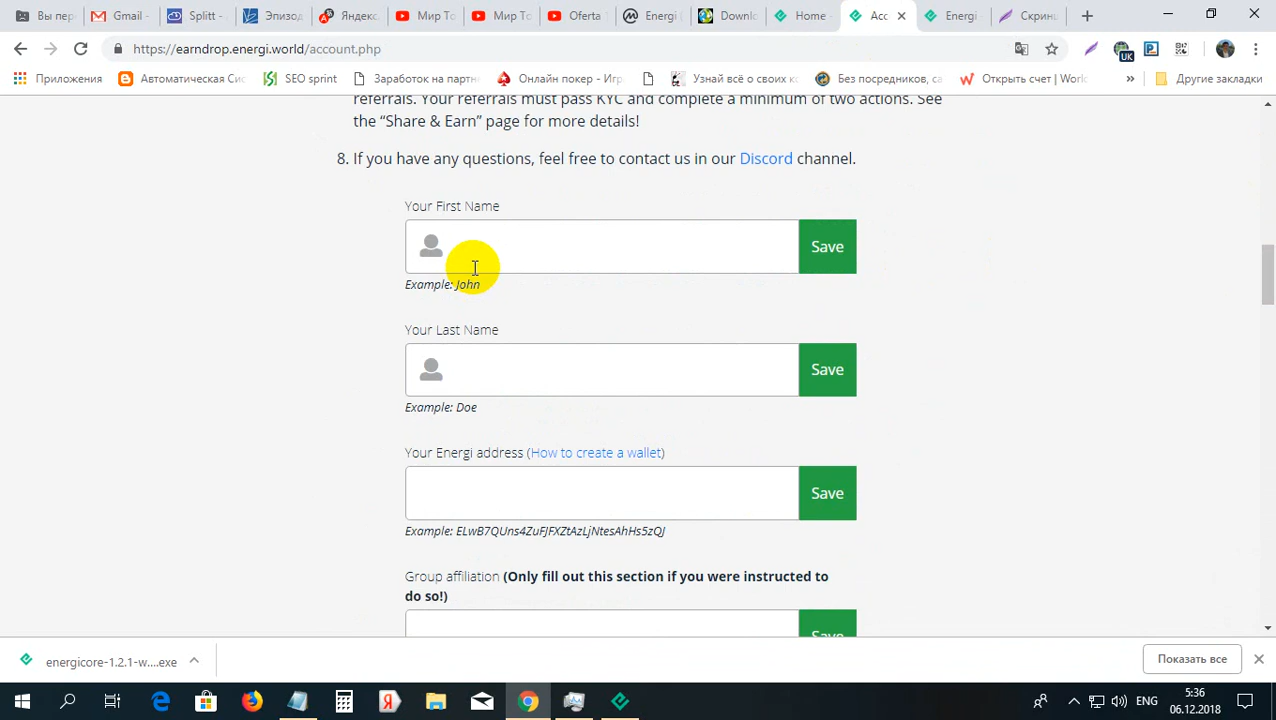 Вы пер
Gmail -
Splitt -
Эпизод
Яндекс
Мир То
Мир То
Oferta
Energi
Downlo
Home -
Acc
Energi
Скринш
https://earndrop.energi.world/account.php
UK
Приложения
Автоматическая Сис
SEO sprint
Заработок на партн
Онлайн покер - Игр
Узнай всё о своих ко
Без посредников, са
Открыть счет | Worl
»
Другие закладки
referrals. Your referrals must pass KYC and complete a minimum of two actions. See
the “Share & Earn” page for more details!
8. If you have any questions, feel free to contact us in our Discord channel.
Your First Name
Save
Example: John
Your Last Name
Save
Example: Doe
Your Energi address (How to create a wallet)
Save
Example: ELwB7QUns4ZuFJFXZtAzLjNtesAhHs5zQJ
Group affiliation (Only fill out this section if you were instructed to
do so!)
Save
energicore-1.2.1-w....exe
Показать все
ENG
5:36
06.12.2018